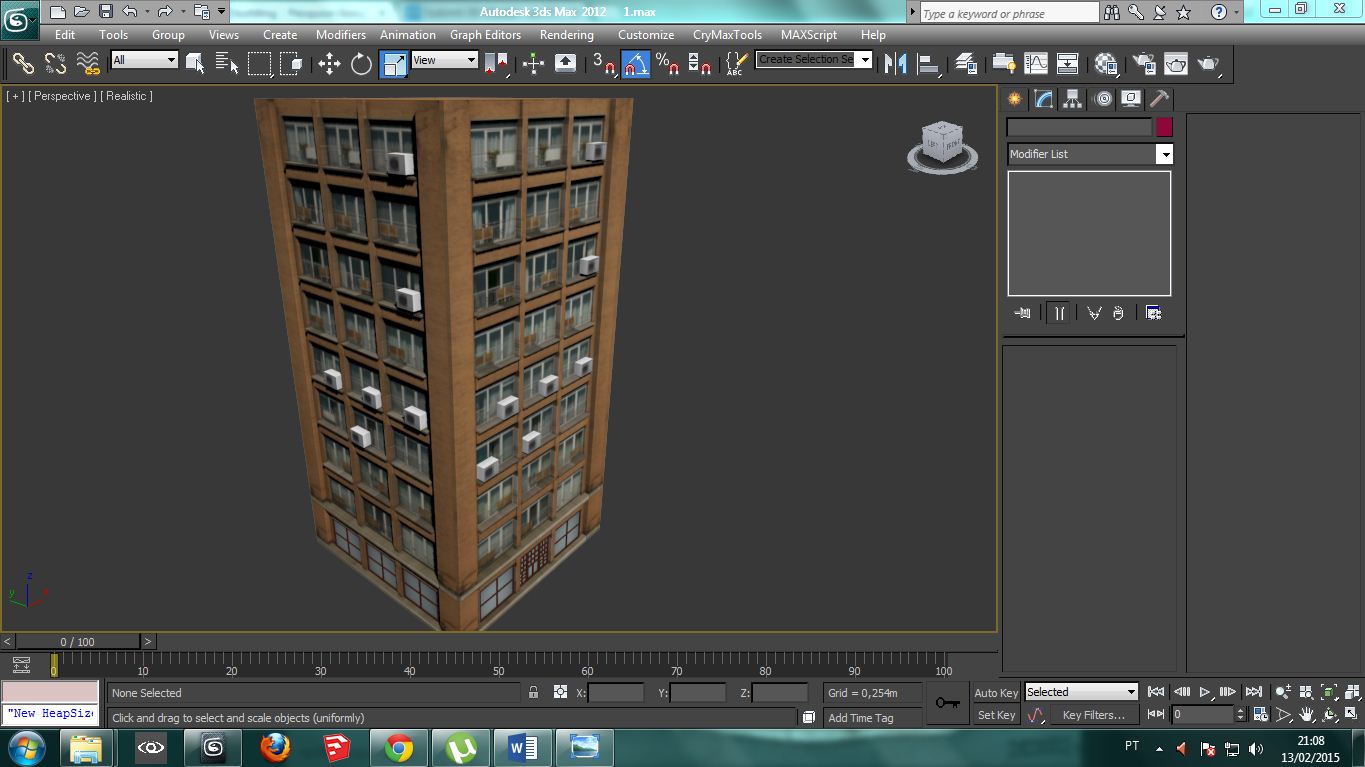 Autodesk 3ds Max 2012 1.max
Type a keyword or phrase
Edit Tools Group Views Create Modifiers Animation Graph Editors Rendering Customize CryMaxTools MAXScript Help
All
View
3
%
ABC
Create Selection Se
[ + ] [ Perspective ] [ Realistic ]
Modifier List
z
y
x
< 0 / 100 >
0 10 20 30 40 50 60 70 80 90 100
None Selected
X: Y: Z:
Grid = 0,254m
Auto Key
Selected
"New HeapSize
Click and drag to select and scale objects (uniformly)
Add Time Tag
Set Key
Key Filters...
0
PT
21:08
13/02/2015